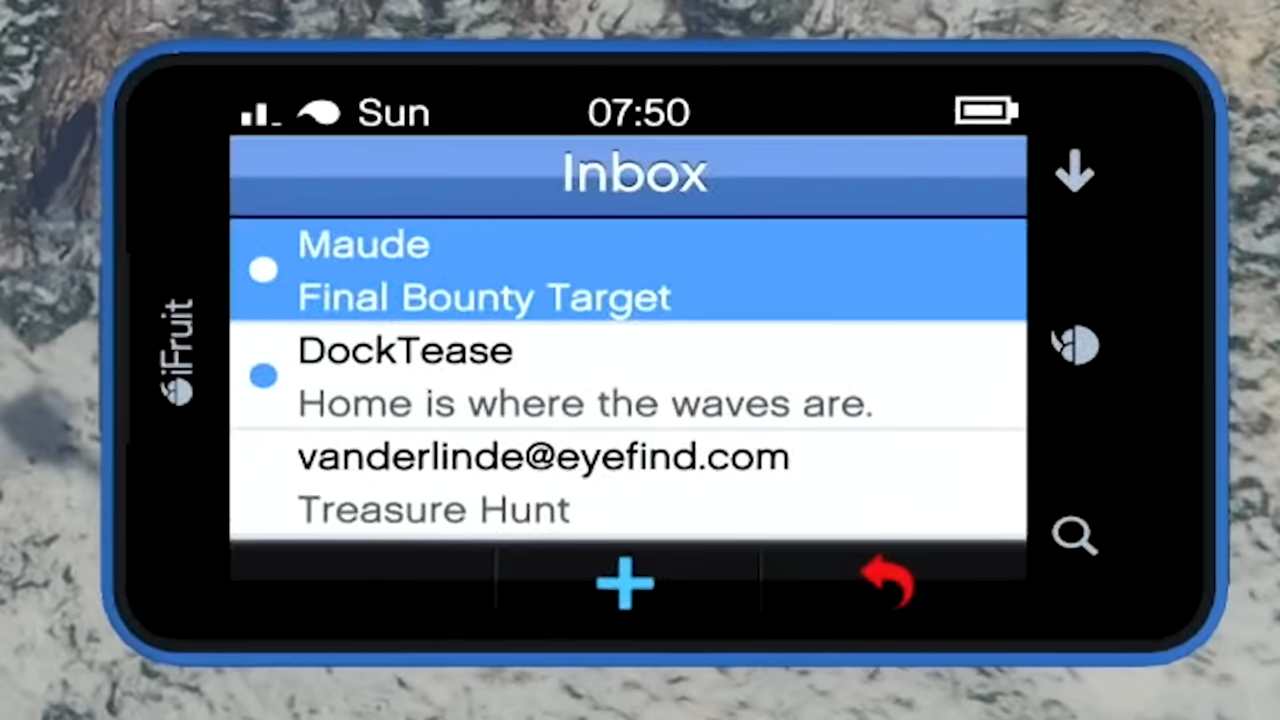 Sun 07:50
Inbox
Maude
Final Bounty Target
DockTease
Home is where the waves are.
vanderlinde@eyefind.com
Treasure Hunt
iFruit